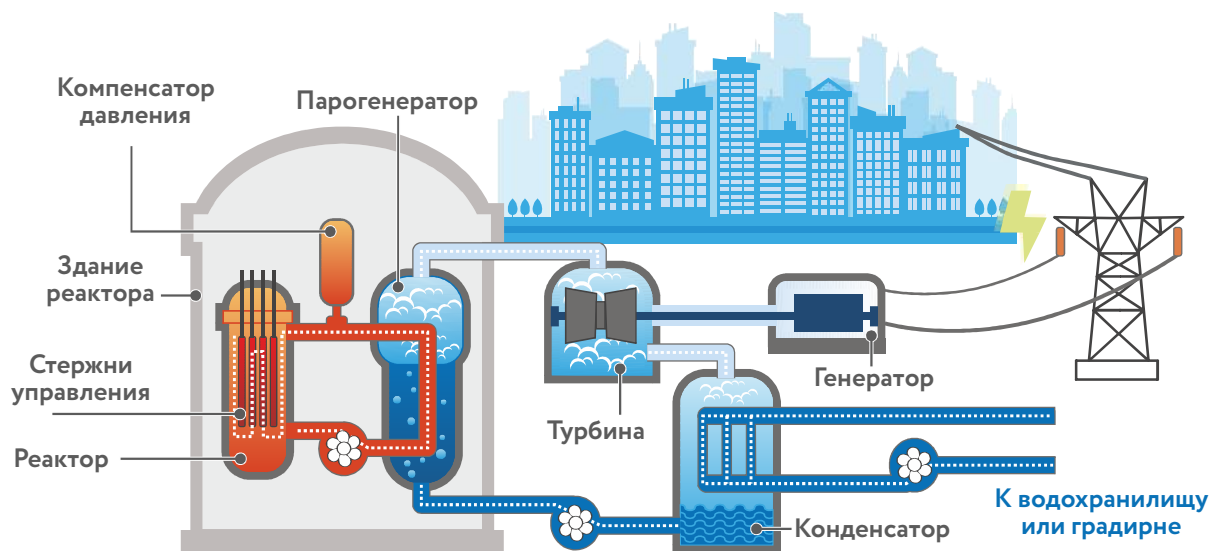 Компенсатор
давления
Парогенератор
Здание
реактора
Стержни
управления
Реактор
Турбина
Генератор
Конденсатор
К водохранилищу
или градирне